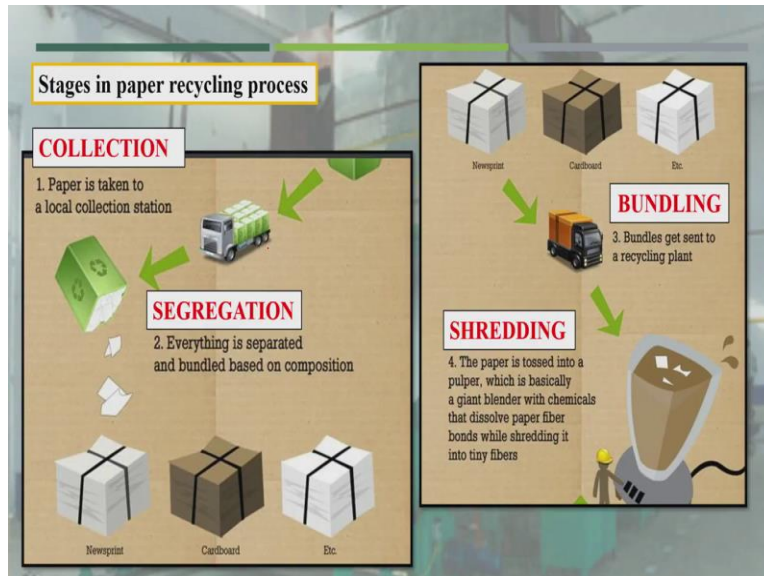 Stages in paper recycling process
COLLECTION
1. Paper is taken to
a local collection station
SEGREGATION
2. Everything is separated
and bundled based on composition
Newsprint
Cardboard
Etc.
Newsprint
Cardboard
Etc.
BUNDLING
3. Bundles get sent to
a recycling plant
SHREDDING
4. The paper is tossed into a
pulper, which is basically
a giant blender with chemicals
that dissolve paper fiber
bonds while shredding it
into tiny fibers